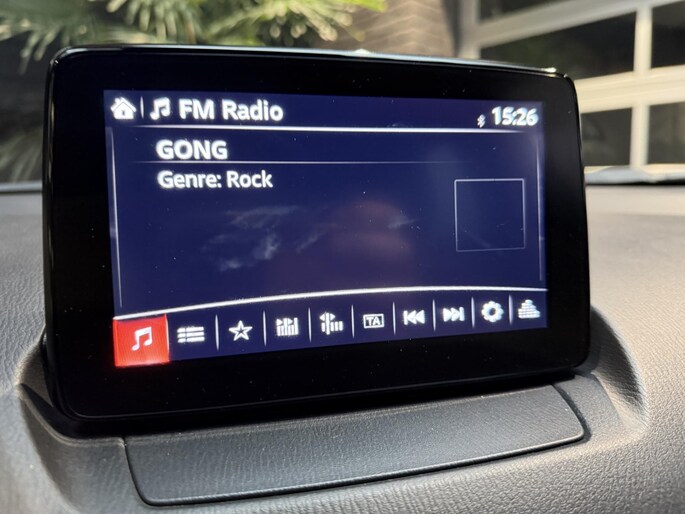 FM Radio
15:26
GONG
Genre: Rock
TA